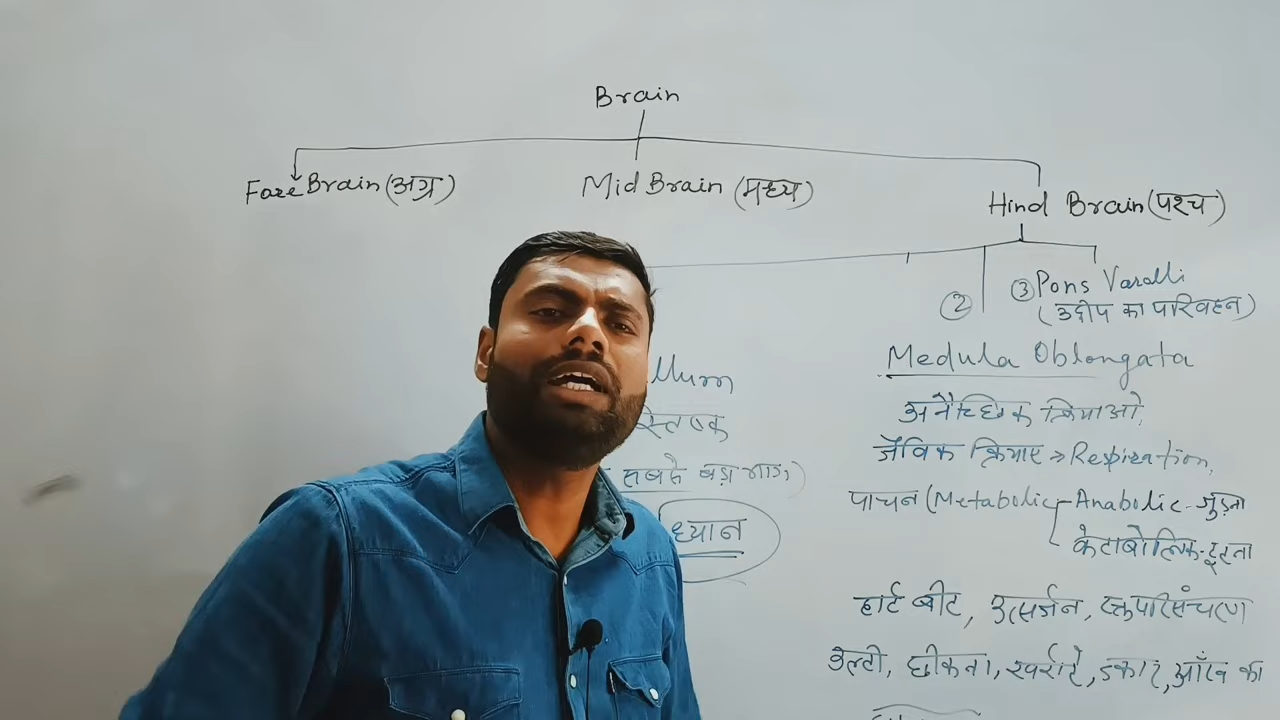 Brain
Fore Brain (अग्र)
Mid Brain (मध्य)
Hind Brain (पश्च)
③ Pons Varolli
(उद्दीप का परिवहन)
②
Medula Oblongata
अनैच्छिक क्रियाओ,
जैविक क्रियाए → Respiration,
पाचन (Metabolic - Anabolic - जुड़ना
केटाबोलिक - टूटना
हार्ट बीट, उत्सर्जन, रक्तपरिसंचरण
उल्टी, छीकना, खर्राटे, डकार, आँख का
llum
स्तिष्क
सबसे बड़ा भाग)
ध्यान